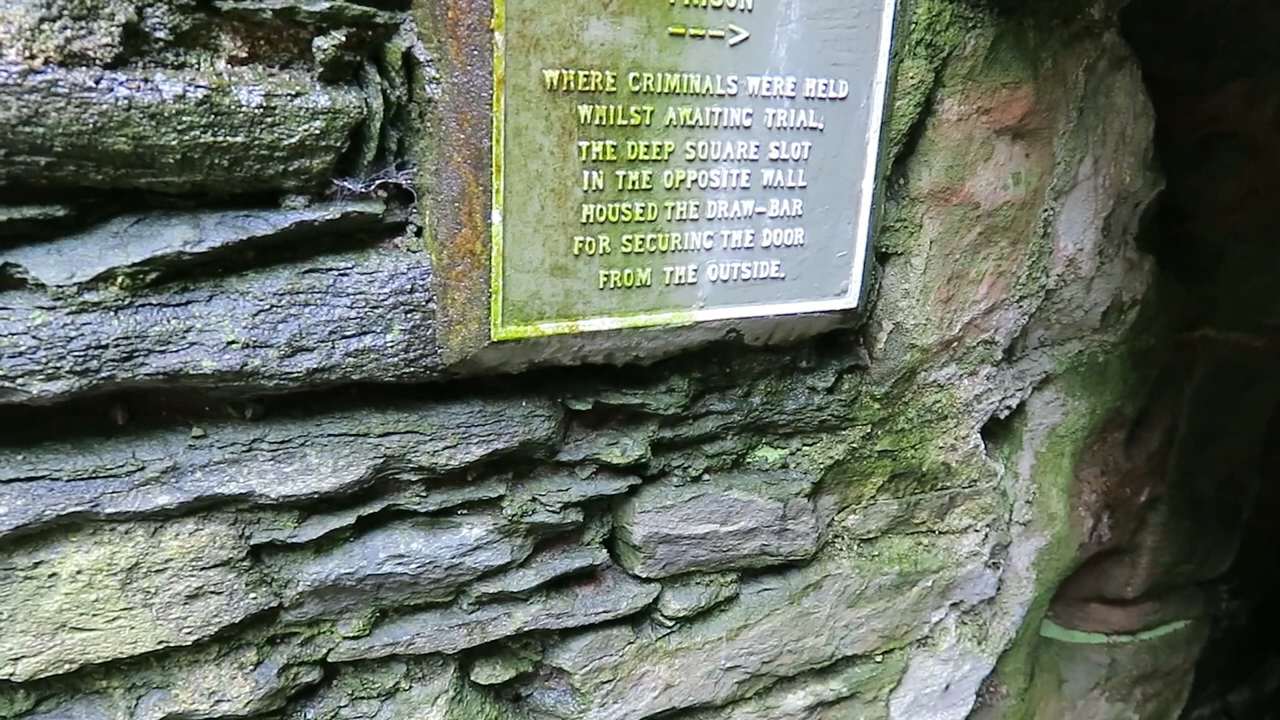 PRISON
--->
WHERE CRIMINALS WERE HELD
WHILST AWAITING TRIAL.
THE DEEP SQUARE SLOT
IN THE OPPOSITE WALL
HOUSED THE DRAW-BAR
FOR SECURING THE DOOR
FROM THE OUTSIDE.